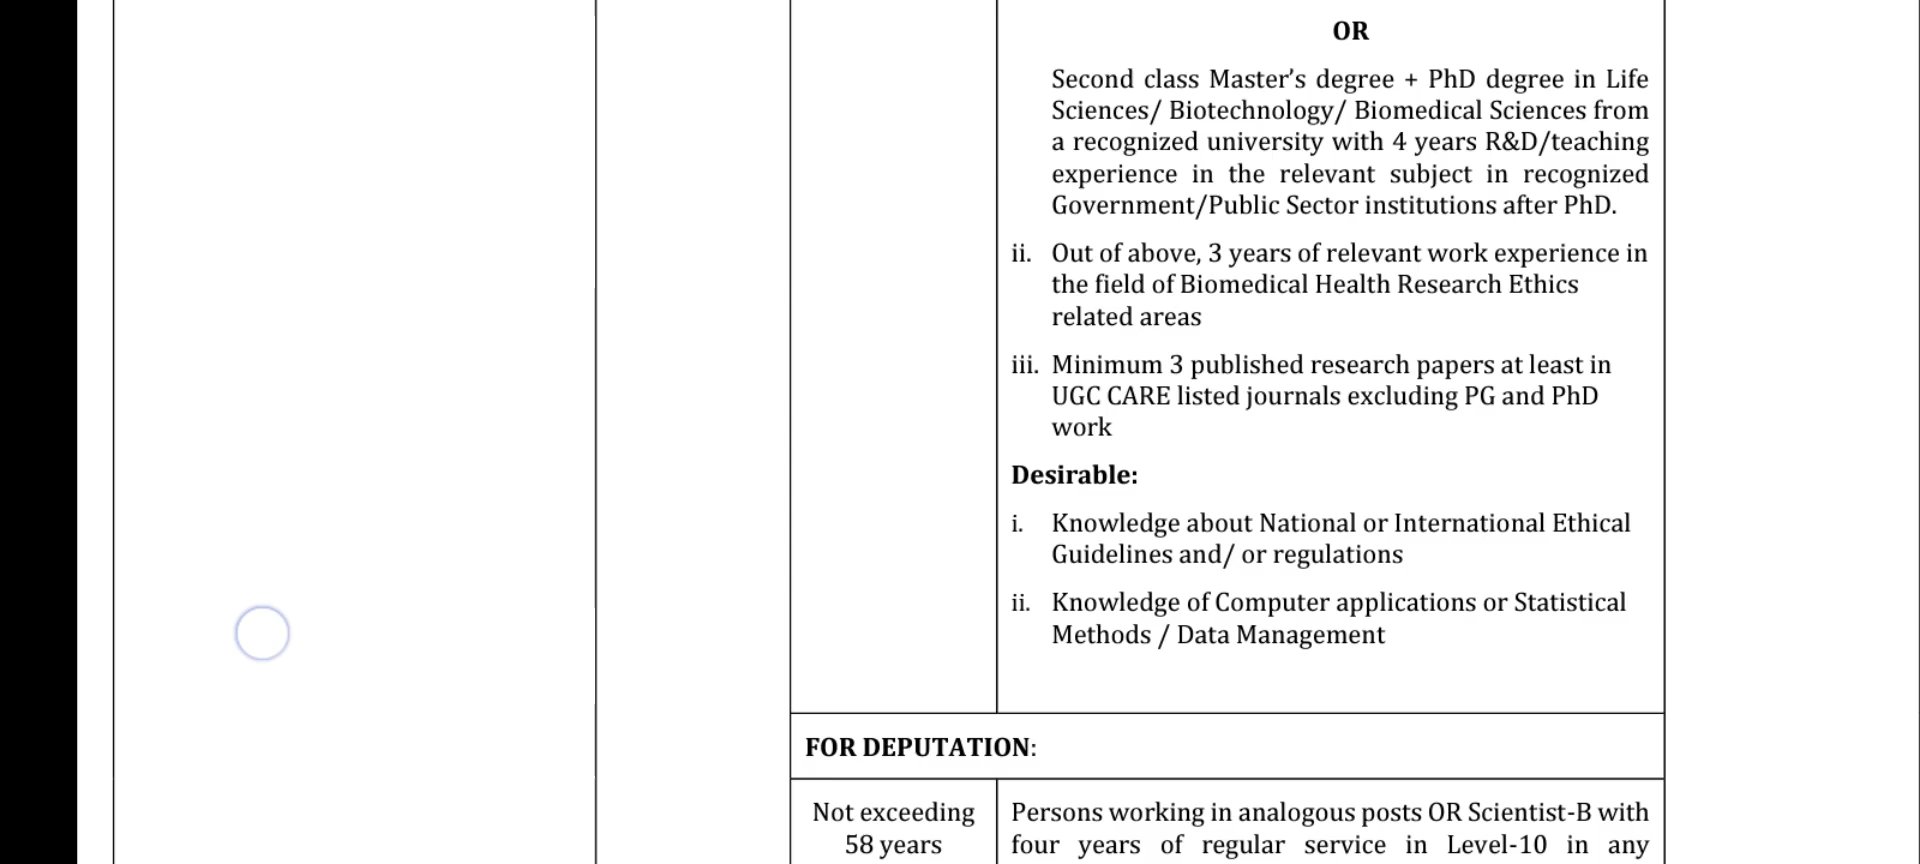 OR
Second class Master’s degree + PhD degree in Life
Sciences/ Biotechnology/ Biomedical Sciences from
a recognized university with 4 years R&D/teaching
experience in the relevant subject in recognized
Government/Public Sector institutions after PhD.
ii. Out of above, 3 years of relevant work experience in
the field of Biomedical Health Research Ethics
related areas
iii. Minimum 3 published research papers at least in
UGC CARE listed journals excluding PG and PhD
work
Desirable:
i. Knowledge about National or International Ethical
Guidelines and/ or regulations
ii. Knowledge of Computer applications or Statistical
Methods / Data Management
FOR DEPUTATION:
Not exceeding
58 years
Persons working in analogous posts OR Scientist-B with
four years of regular service in Level-10 in any